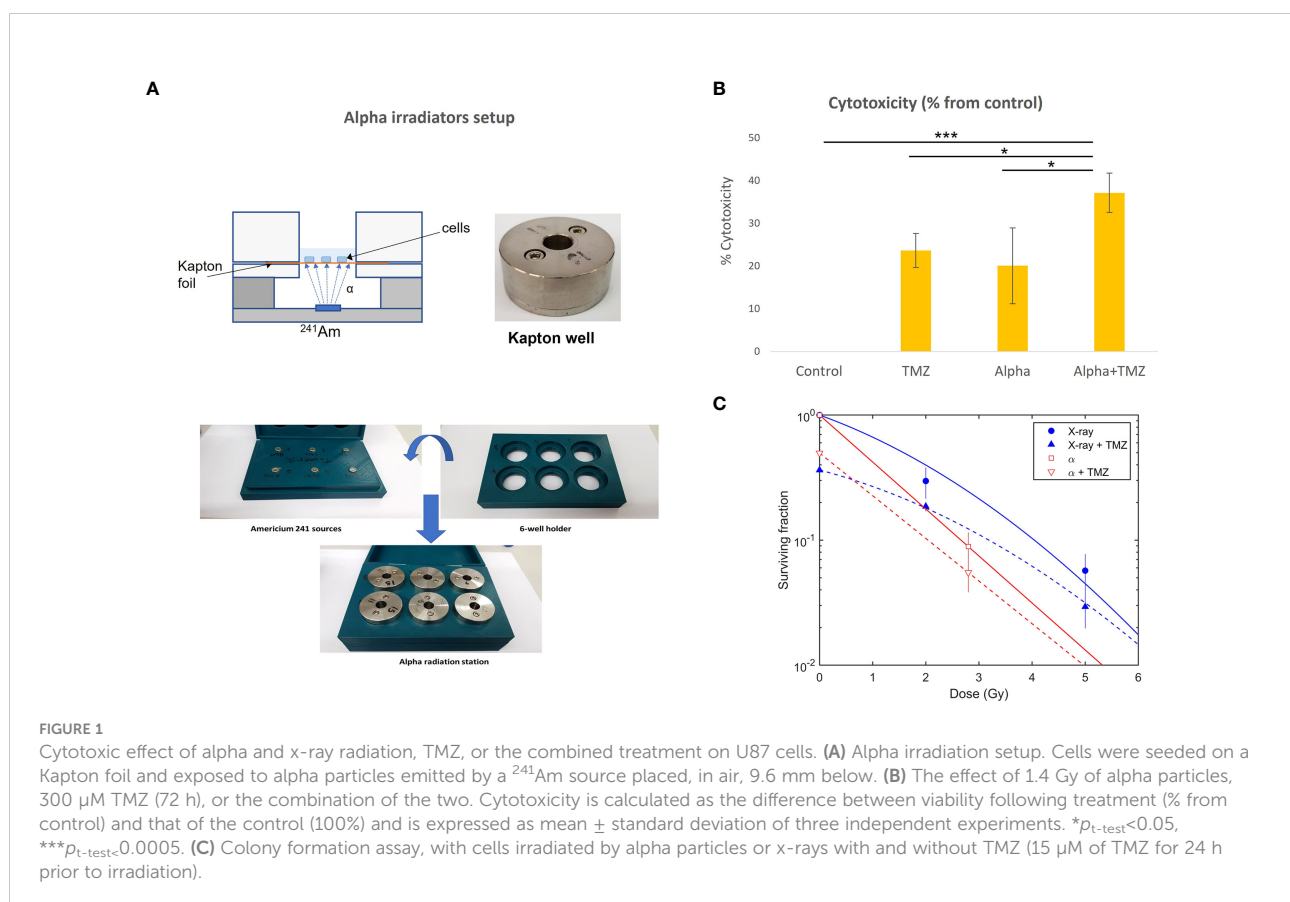 A
Alpha irradiators setup
cells
Kapton
foil
α
²⁴¹Am
Kapton well
Americium 241 sources
6-well holder
Alpha radiation station
B
Cytotoxicity (% from control)
% Cytotoxicity
50
40
30
20
10
0
***
*
*
Control
TMZ
Alpha
Alpha+TMZ
C
Surviving fraction
10⁰
10⁻¹
10⁻²
X-ray
X-ray + TMZ
α
α + TMZ
0
1
2
3
4
5
6
Dose (Gy)
FIGURE 1
Cytotoxic effect of alpha and x-ray radiation, TMZ, or the combined treatment on U87 cells. (A) Alpha irradiation setup. Cells were seeded on a
Kapton foil and exposed to alpha particles emitted by a ²⁴¹Am source placed, in air, 9.6 mm below. (B) The effect of 1.4 Gy of alpha particles,
300 µM TMZ (72 h), or the combination of the two. Cytotoxicity is calculated as the difference between viability following treatment (% from
control) and that of the control (100%) and is expressed as mean ± standard deviation of three independent experiments. *pt-test<0.05,
***pt-test<0.0005. (C) Colony formation assay, with cells irradiated by alpha particles or x-rays with and without TMZ (15 µM of TMZ for 24 h
prior to irradiation).